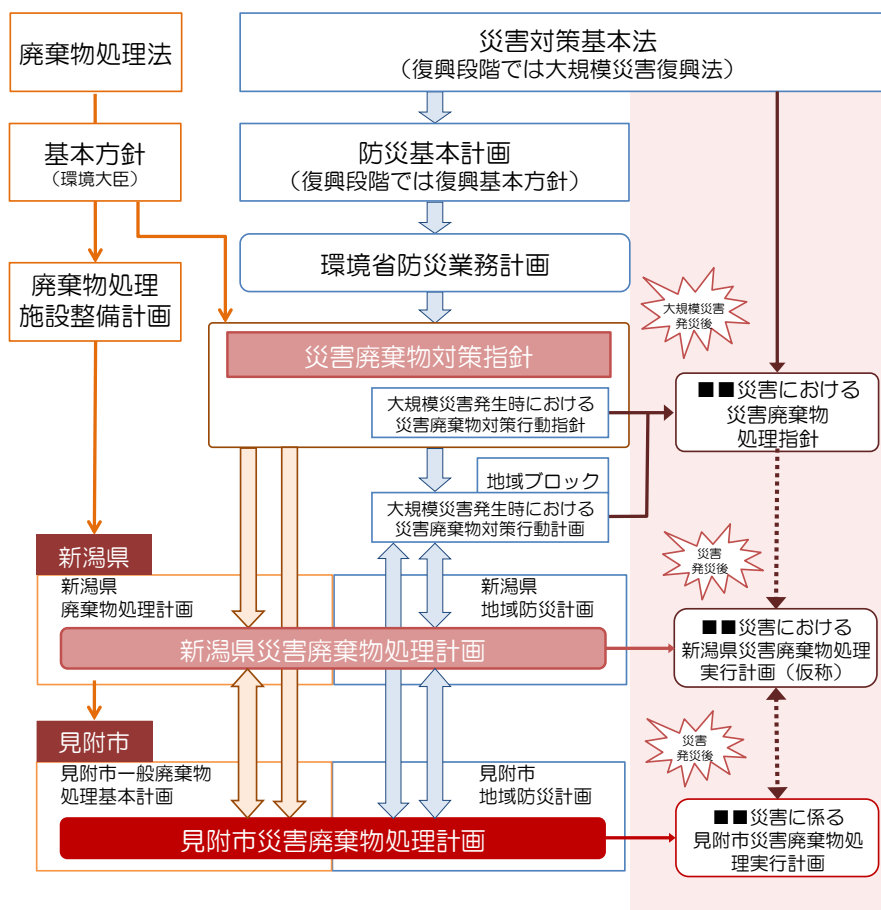 廃棄物処理法
災害対策基本法
（復興段階では大規模災害復興法）
基本方針
（環境大臣）
防災基本計画
（復興段階では復興基本方針）
環境省防災業務計画
廃棄物処理
施設整備計画
大規模災害
発災後
災害廃棄物対策指針
大規模災害発生時における
災害廃棄物対策行動指針
■■災害における
災害廃棄物
処理指針
地域ブロック
大規模災害発生時における
災害廃棄物対策行動計画
新潟県
災害
発災後
新潟県
廃棄物処理計画
新潟県
地域防災計画
新潟県災害廃棄物処理計画
■■災害における
新潟県災害廃棄物処理
実行計画（仮称）
見附市
災害
発災後
見附市一般廃棄物
処理基本計画
見附市
地域防災計画
見附市災害廃棄物処理計画
■■災害に係る
見附市災害廃棄物処
理実行計画